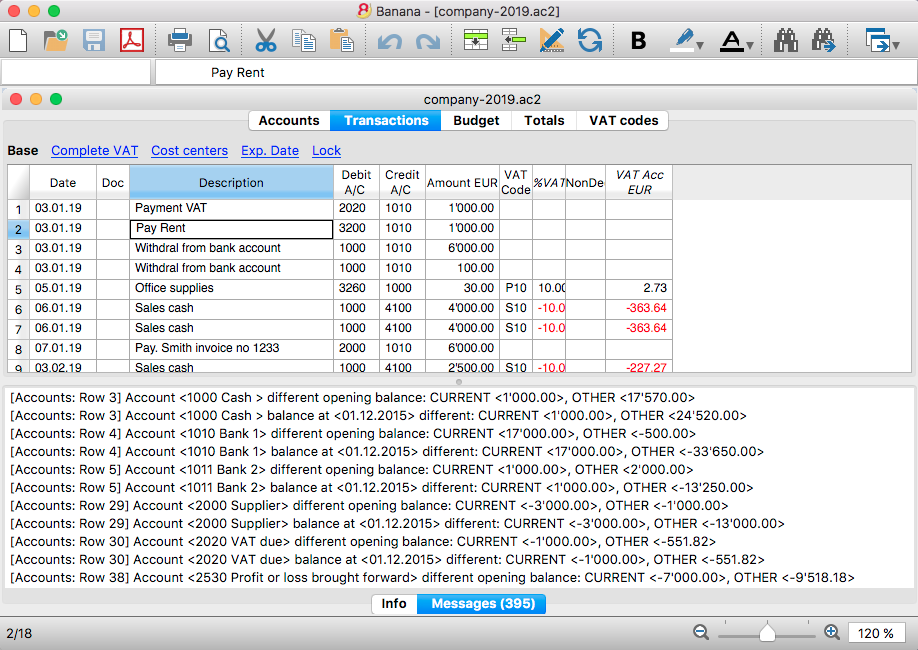 Banana - [company-2019.ac2]
B A
Pay Rent
company-2019.ac2
Accounts Transactions Budget Totals VAT codes
Base Complete VAT Cost centers Exp. Date Lock
Date Doc Description Debit A/C Credit A/C Amount EUR VAT Code %VAT NonDe VAT Acc EUR
1 03.01.19 Payment VAT 2020 1010 1'000.00
2 03.01.19 Pay Rent 3200 1010 1'000.00
3 03.01.19 Withdral from bank account 1000 1010 6'000.00
4 03.01.19 Withdral from bank account 1000 1010 100.00
5 05.01.19 Office supplies 3260 1000 30.00 P10 10.00 2.73
6 06.01.19 Sales cash 1000 4100 4'000.00 S10 -10.0 -363.64
7 06.01.19 Sales cash 1000 4100 4'000.00 S10 -10.0 -363.64
8 07.01.19 Pay. Smith invoice no 1233 2000 1010 6'000.00
9 03.02.19 Sales cash 1000 4100 2'500.00 S10 -10.0 -227.27
[Accounts: Row 3] Account <1000 Cash > different opening balance: CURRENT <1'000.00>, OTHER <17'570.00>
[Accounts: Row 3] Account <1000 Cash > balance at <01.12.2015> different: CURRENT <1'000.00>, OTHER <24'520.00>
[Accounts: Row 4] Account <1010 Bank 1> different opening balance: CURRENT <17'000.00>, OTHER <-500.00>
[Accounts: Row 4] Account <1010 Bank 1> balance at <01.12.2015> different: CURRENT <17'000.00>, OTHER <-33'650.00>
[Accounts: Row 5] Account <1011 Bank 2> different opening balance: CURRENT <1'000.00>, OTHER <2'000.00>
[Accounts: Row 5] Account <1011 Bank 2> balance at <01.12.2015> different: CURRENT <1'000.00>, OTHER <-13'250.00>
[Accounts: Row 29] Account <2000 Supplier> different opening balance: CURRENT <-3'000.00>, OTHER <-1'000.00>
[Accounts: Row 29] Account <2000 Supplier> balance at <01.12.2015> different: CURRENT <-3'000.00>, OTHER <-13'000.00>
[Accounts: Row 30] Account <2020 VAT due> different opening balance: CURRENT <-1'000.00>, OTHER <-551.82>
[Accounts: Row 30] Account <2020 VAT due> balance at <01.12.2015> different: CURRENT <-1'000.00>, OTHER <-551.82>
[Accounts: Row 38] Account <2530 Profit or loss brought forward> different opening balance: CURRENT <-7'000.00>, OTHER <-9'518.18>
Info Messages (395)
2/18 120 %